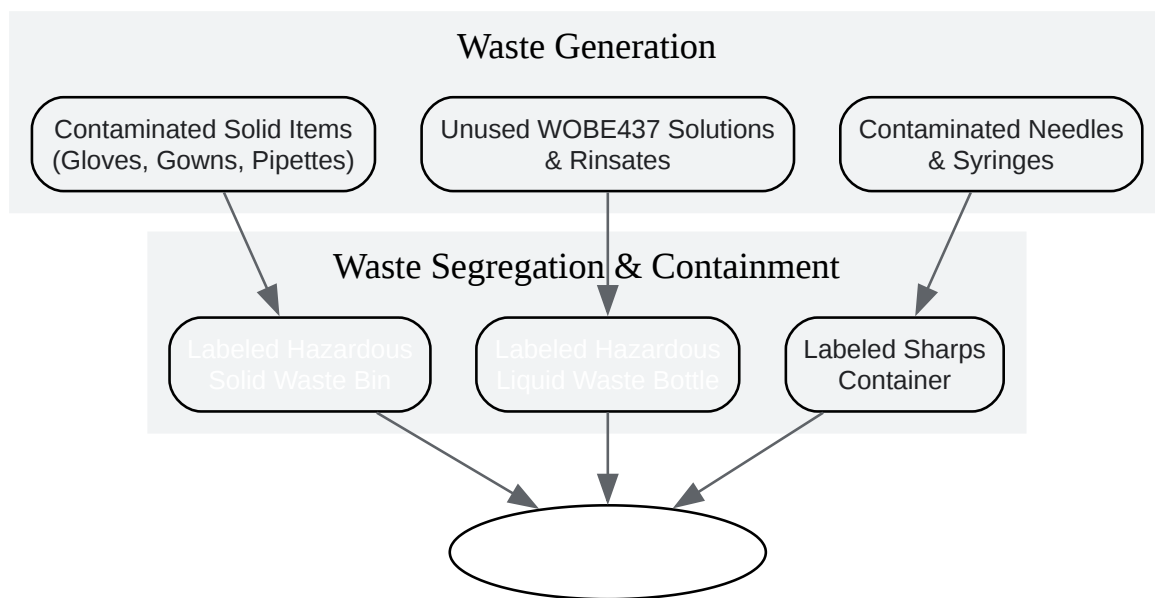 Waste Generation
Contaminated Solid Items
(Gloves, Gowns, Pipettes)
Unused WOBE437 Solutions
& Rinsates
Contaminated Needles
& Syringes
Waste Segregation & Containment
Labeled Hazardous
Solid Waste Bin
Labeled Hazardous
Liquid Waste Bottle
Labeled Sharps
Container